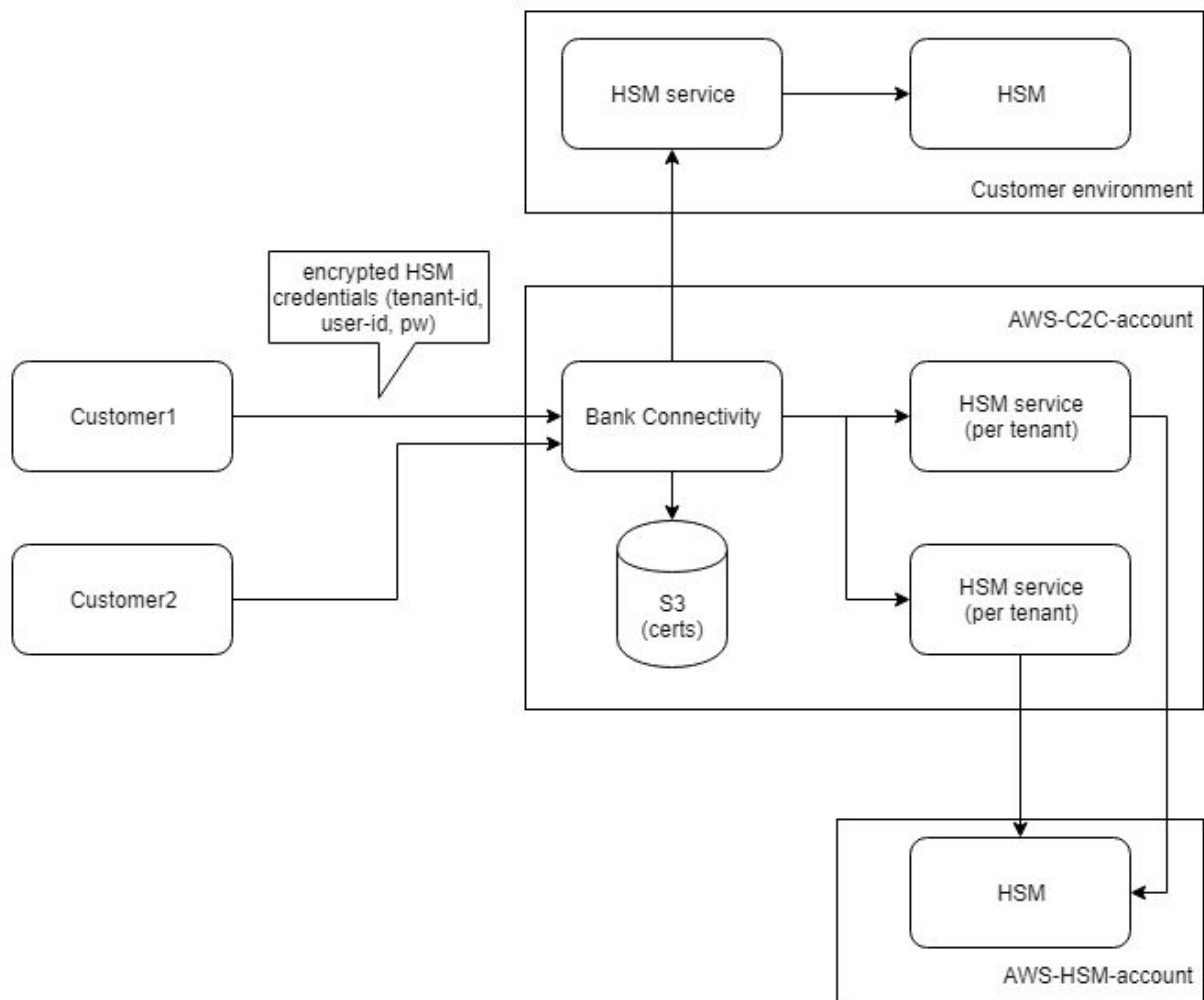 HSM service
HSM
Customer environment
encrypted HSM
credentials (tenant-id,
user-id, pw)
AWS-C2C-account
Customer1
Bank Connectivity
HSM service
(per tenant)
Customer2
S3
(certs)
HSM service
(per tenant)
HSM
AWS-HSM-account